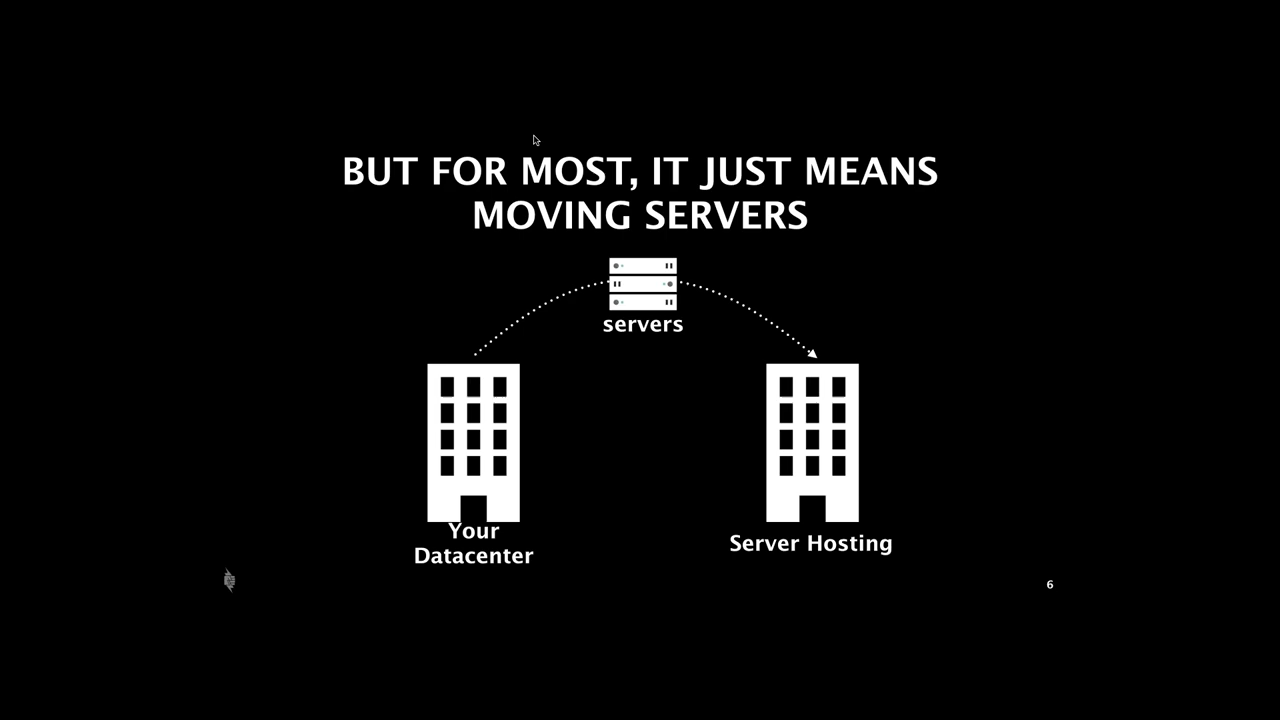 BUT FOR MOST, IT JUST MEANS
MOVING SERVERS
servers
Your
Datacenter
Server Hosting
6